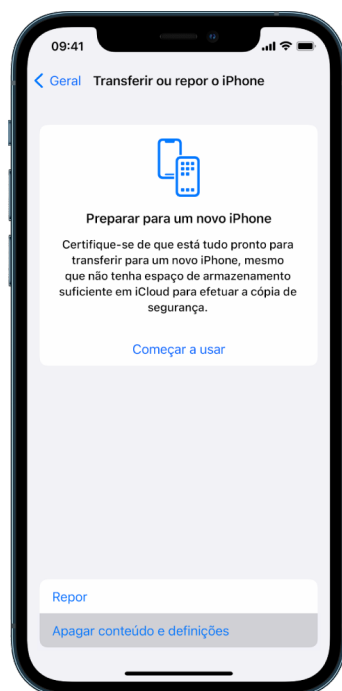 09:41
Geral Transferir ou repor o iPhone
Preparar para um novo iPhone
Certifique-se de que está tudo pronto para
transferir para um novo iPhone, mesmo
que não tenha espaço de armazenamento
suficiente em iCloud para efetuar a cópia de
segurança.
Começar a usar
Repor
Apagar conteúdo e definições